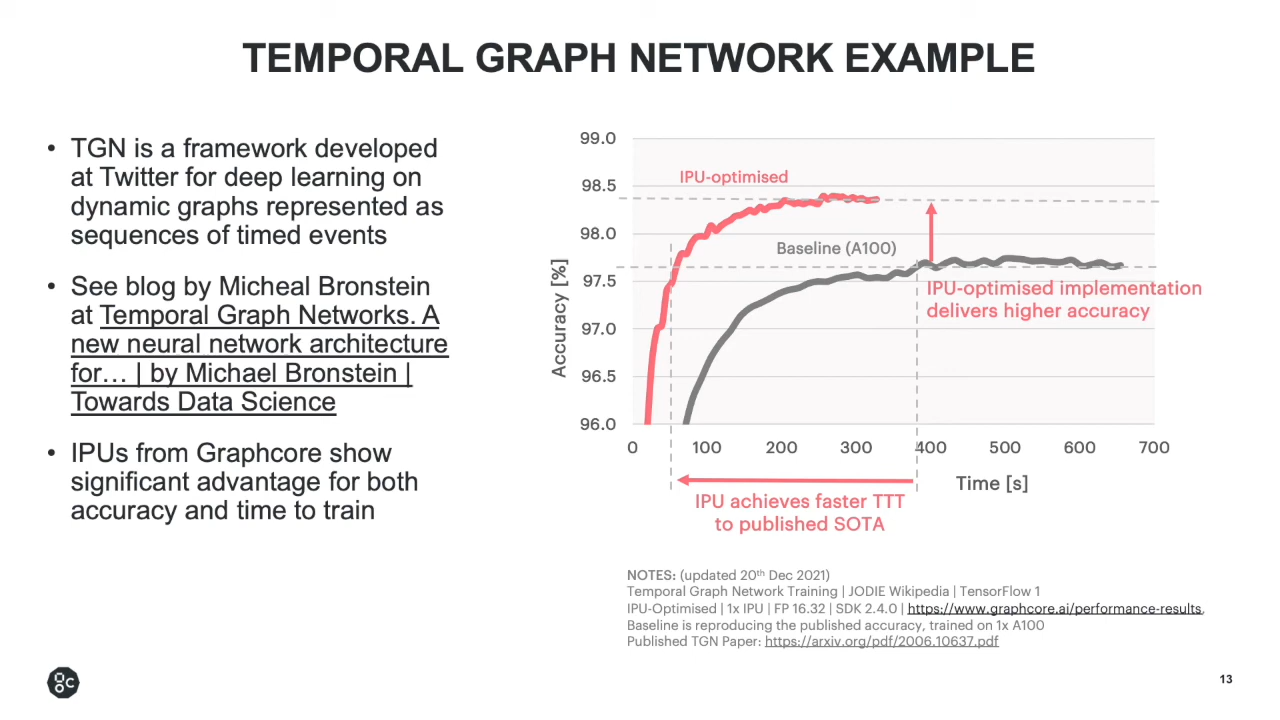 TEMPORAL GRAPH NETWORK EXAMPLE
• TGN is a framework developed
at Twitter for deep learning on
dynamic graphs represented as
sequences of timed events
• See blog by Micheal Bronstein
at Temporal Graph Networks. A
new neural network architecture
for… | by Michael Bronstein |
Towards Data Science
• IPUs from Graphcore show
significant advantage for both
accuracy and time to train
99.0
98.5
98.0
97.5
97.0
96.5
96.0
Accuracy [%]
IPU-optimised
Baseline (A100)
IPU-optimised implementation
delivers higher accuracy
0 100 200 300 400 500 600 700
Time [s]
IPU achieves faster TTT
to published SOTA
NOTES: (updated 20th Dec 2021)
Temporal Graph Network Training | JODIE Wikipedia | TensorFlow 1
IPU-Optimised | 1x IPU | FP 16.32 | SDK 2.4.0 | https://www.graphcore.ai/performance-results,
Baseline is reproducing the published accuracy, trained on 1x A100
Published TGN Paper: https://arxiv.org/pdf/2006.10637.pdf
GC
13